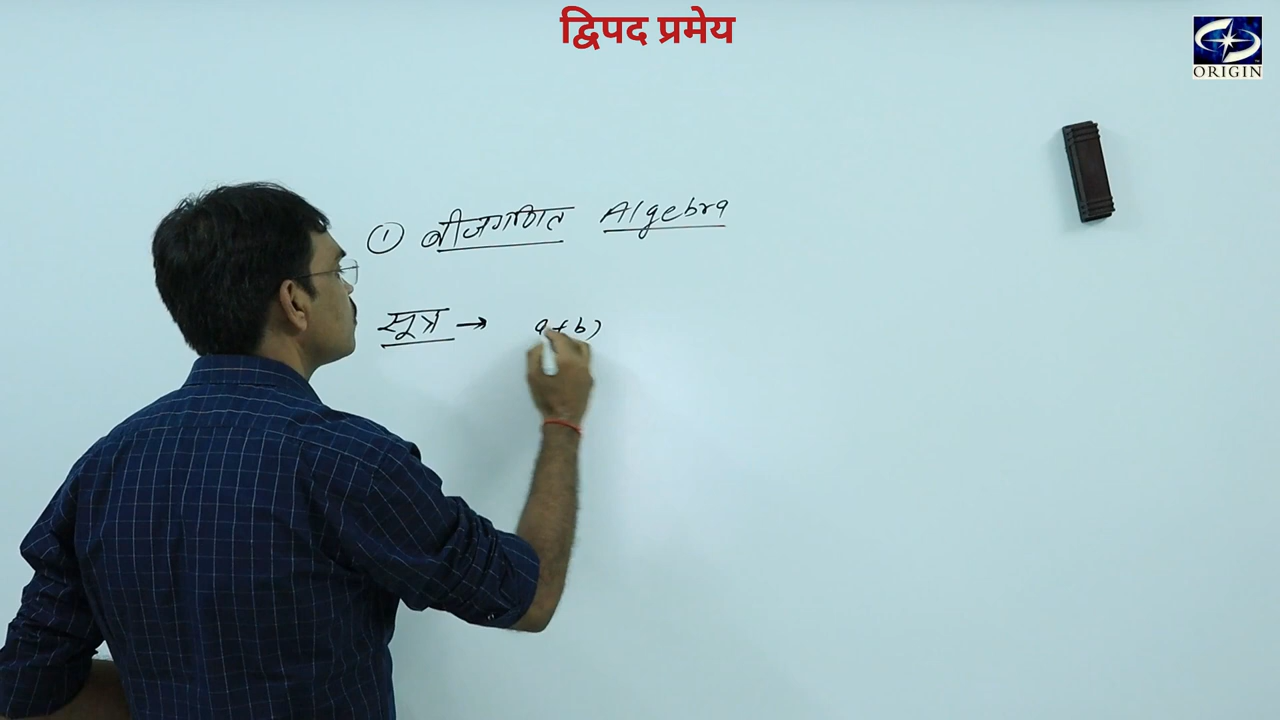 द्विपद प्रमेय
ORIGIN
① बीजगणित Algebra
सूत्र → a+b)